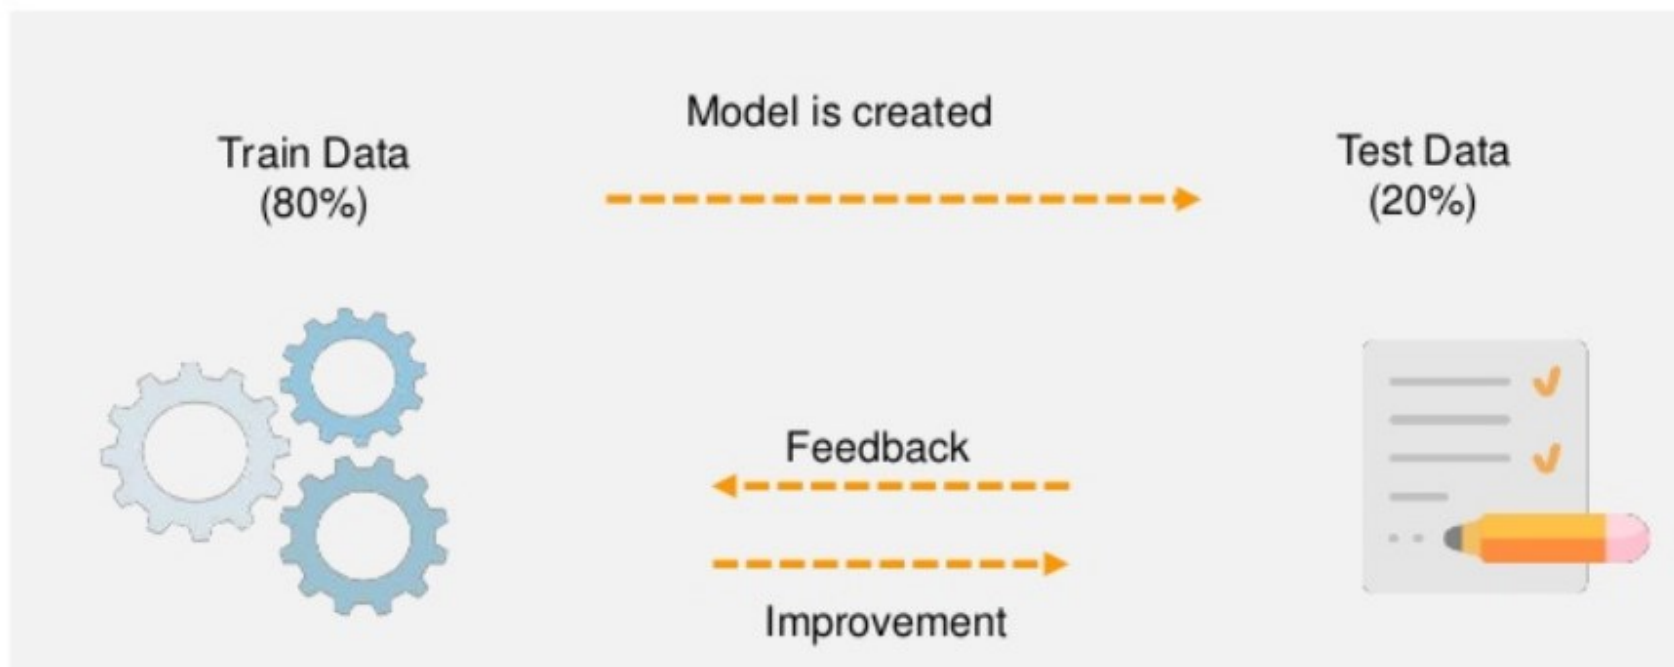 Model is created
Train Data
(80%)
Test Data
(20%)
Feedback
Improvement